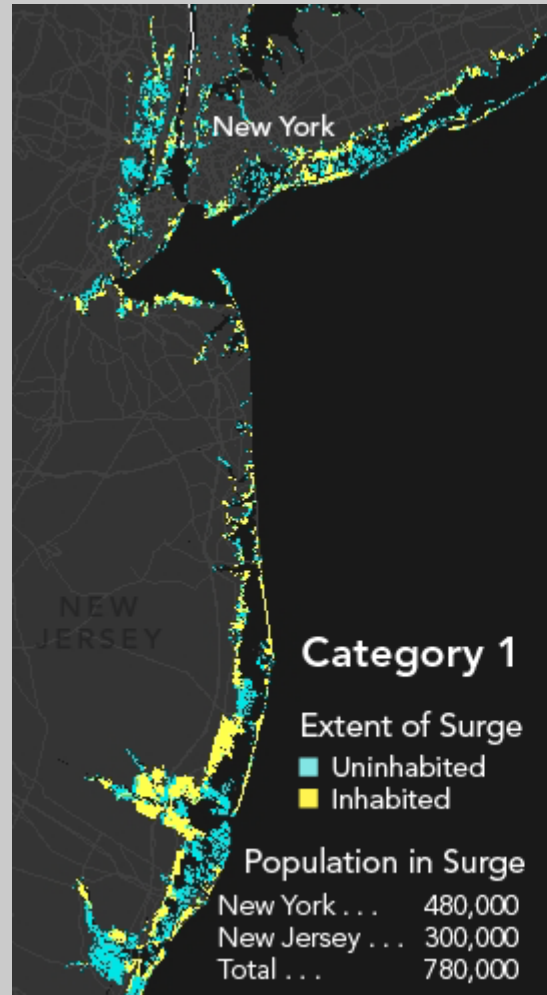 New York
NEW
JERSEY
Category 1
Extent of Surge
Uninhabited
Inhabited
Population in Surge
New York . . . 480,000
New Jersey . . . 300,000
Total . . . 780,000